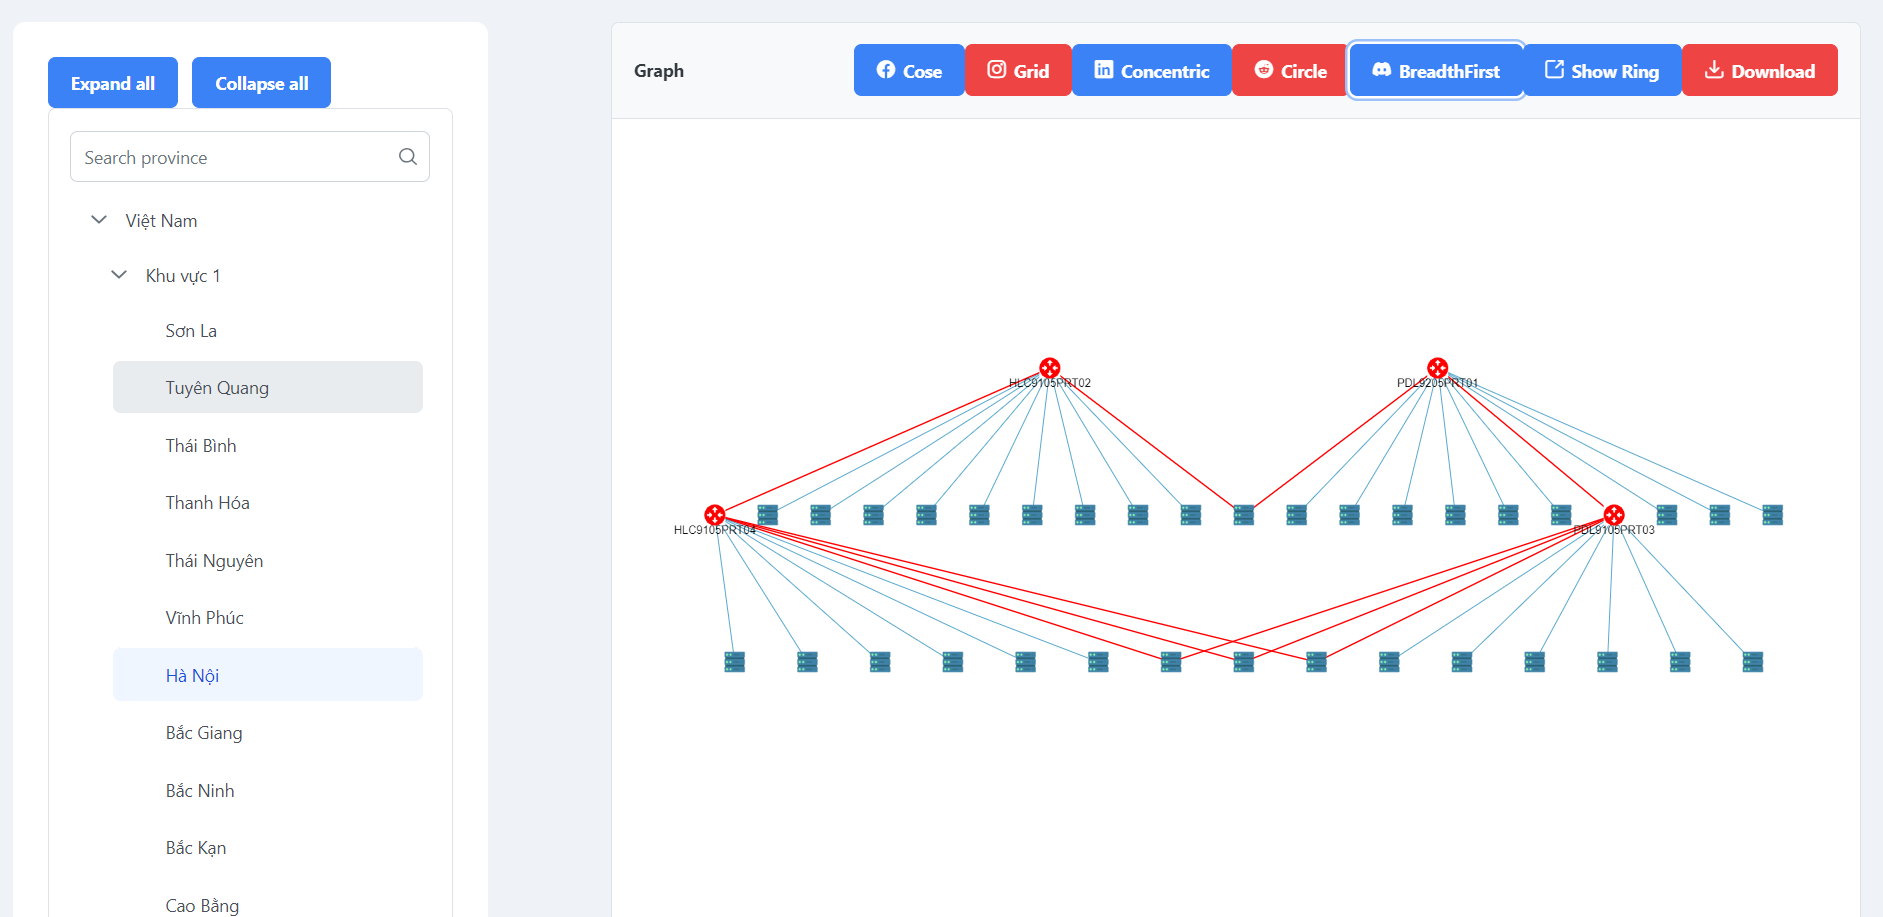 Expand all
Collapse all
Search province
Việt Nam
Khu vực 1
Sơn La
Tuyên Quang
Thái Bình
Thanh Hóa
Thái Nguyên
Vĩnh Phúc
Hà Nội
Bắc Giang
Bắc Ninh
Bắc Kạn
Cao Bằng
Graph
Cose
Grid
Concentric
Circle
BreadthFirst
Show Ring
Download
HLC9105PRT02
PDL9205PRT01
HLC9105PRT04
PDL9105PRT03